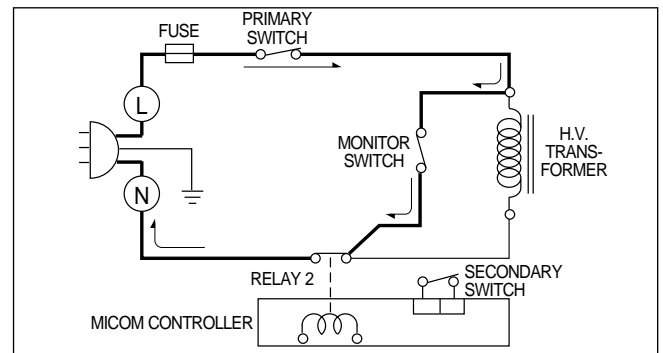 PRIMARY
SWITCH
FUSE
L
H.V.
TRANS-
FORMER
MONITOR
SWITCH
N
RELAY 2
SECONDARY
SWITCH
MICOM CONTROLLER